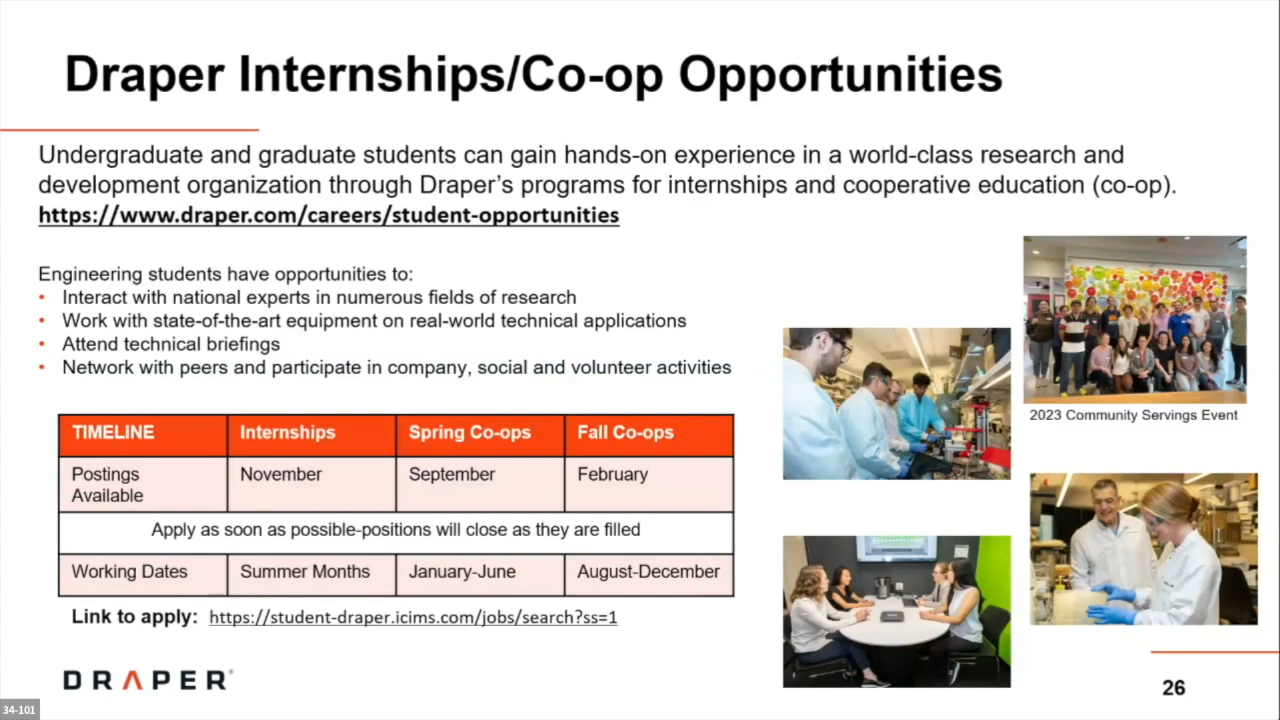 Draper Internships/Co-op Opportunities
Undergraduate and graduate students can gain hands-on experience in a world-class research and
development organization through Draper's programs for internships and cooperative education (co-op).
https://www.draper.com/careers/student-opportunities
Engineering students have opportunities to:
• Interact with national experts in numerous fields of research
• Work with state-of-the-art equipment on real-world technical applications
• Attend technical briefings
• Network with peers and participate in company, social and volunteer activities
2023 Community Servings Event
TIMELINE Internships Spring Co-ops Fall Co-ops
Postings November September February
Available
Apply as soon as possible-positions will close as they are filled
Working Dates Summer Months January-June August-December
Link to apply: https://student-draper.icims.com/jobs/search?ss=1
DRAPER®
26
34-101